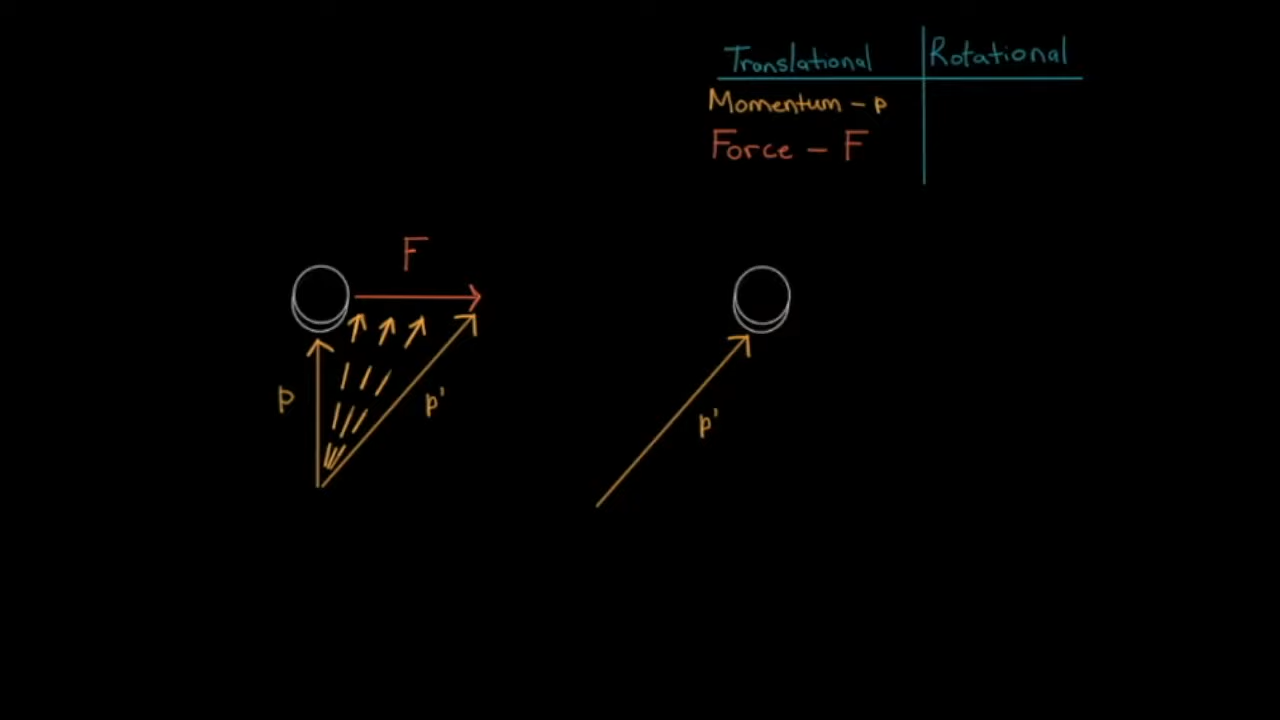 Translational Rotational
Momentum - p
Force - F
F
p
p'
p'